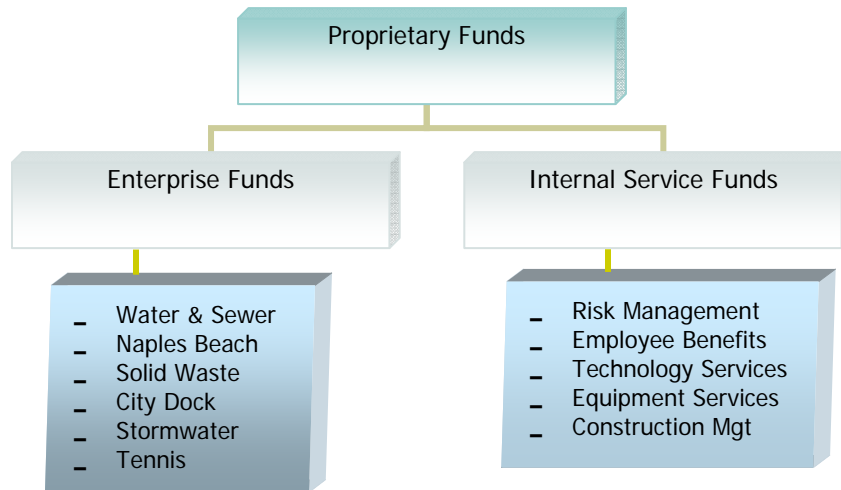 Proprietary Funds
Enterprise Funds
Internal Service Funds
– Water & Sewer
– Naples Beach
– Solid Waste
– City Dock
– Stormwater
– Tennis
– Risk Management
– Employee Benefits
– Technology Services
– Equipment Services
– Construction Mgt